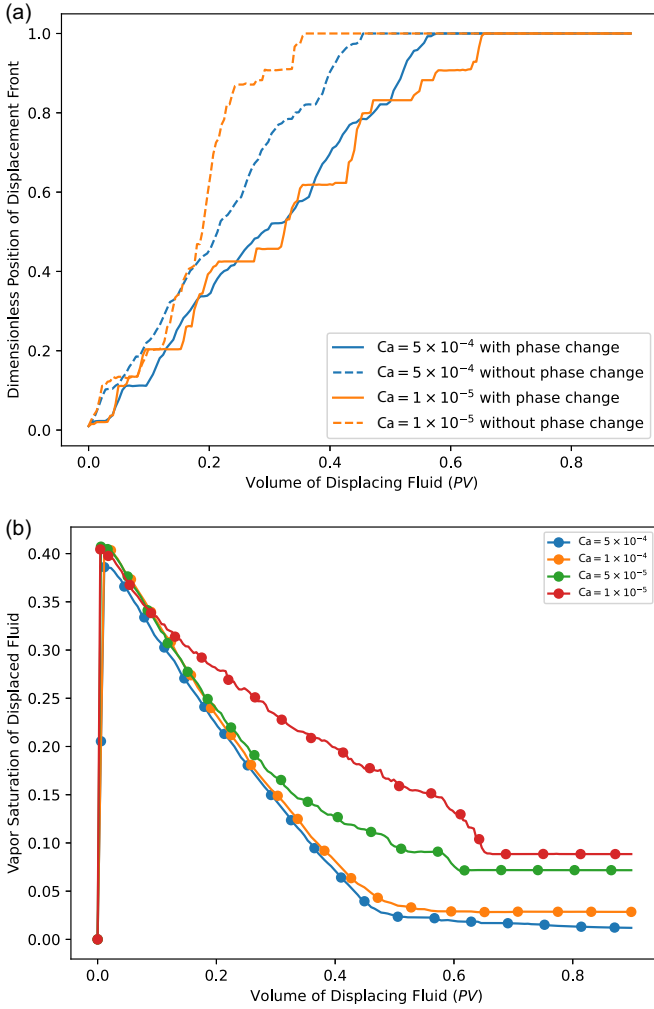 (a)
1.0
0.8
0.6
0.4
0.2
0.0
Dimensionless Position of Displacement Front
Ca = 5 × 10⁻⁴ with phase change
Ca = 5 × 10⁻⁴ without phase change
Ca = 1 × 10⁻⁵ with phase change
Ca = 1 × 10⁻⁵ without phase change
0.0 0.2 0.4 0.6 0.8
Volume of Displacing Fluid (PV)
(b)
0.40
0.35
0.30
0.25
0.20
0.15
0.10
0.05
0.00
Vapor Saturation of Displaced Fluid
Ca = 5 × 10⁻⁴
Ca = 1 × 10⁻⁴
Ca = 5 × 10⁻⁵
Ca = 1 × 10⁻⁵
0.0 0.2 0.4 0.6 0.8
Volume of Displacing Fluid (PV)